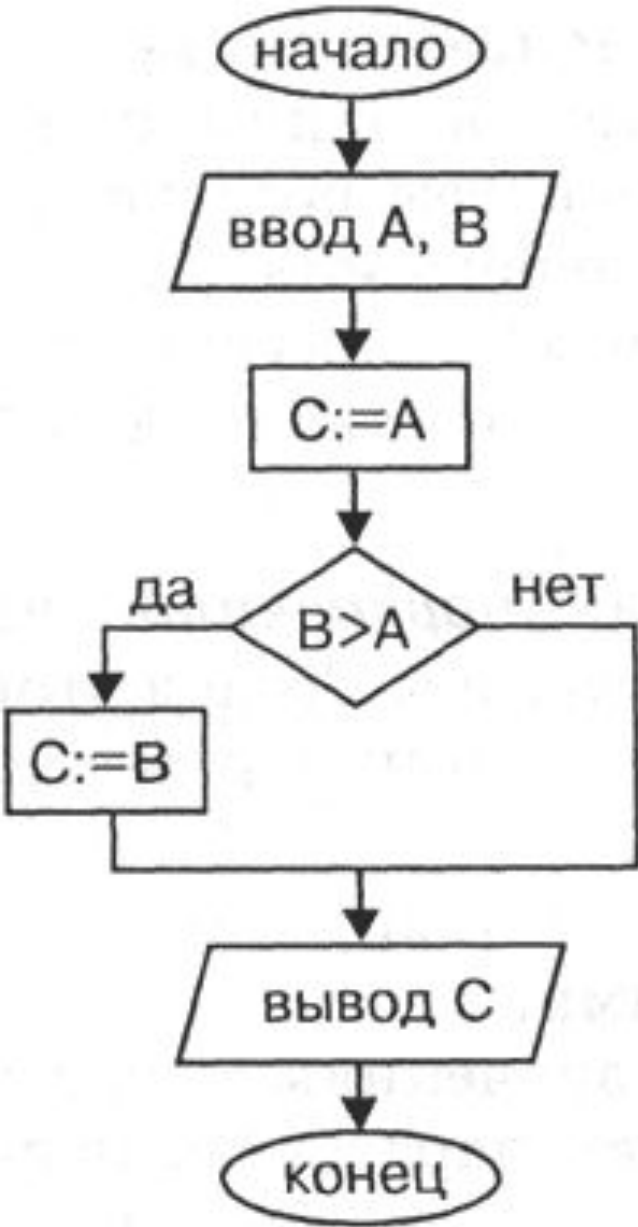 начало
ввод A, B
C:=A
да
B>A
нет
C:=B
вывод C
конец